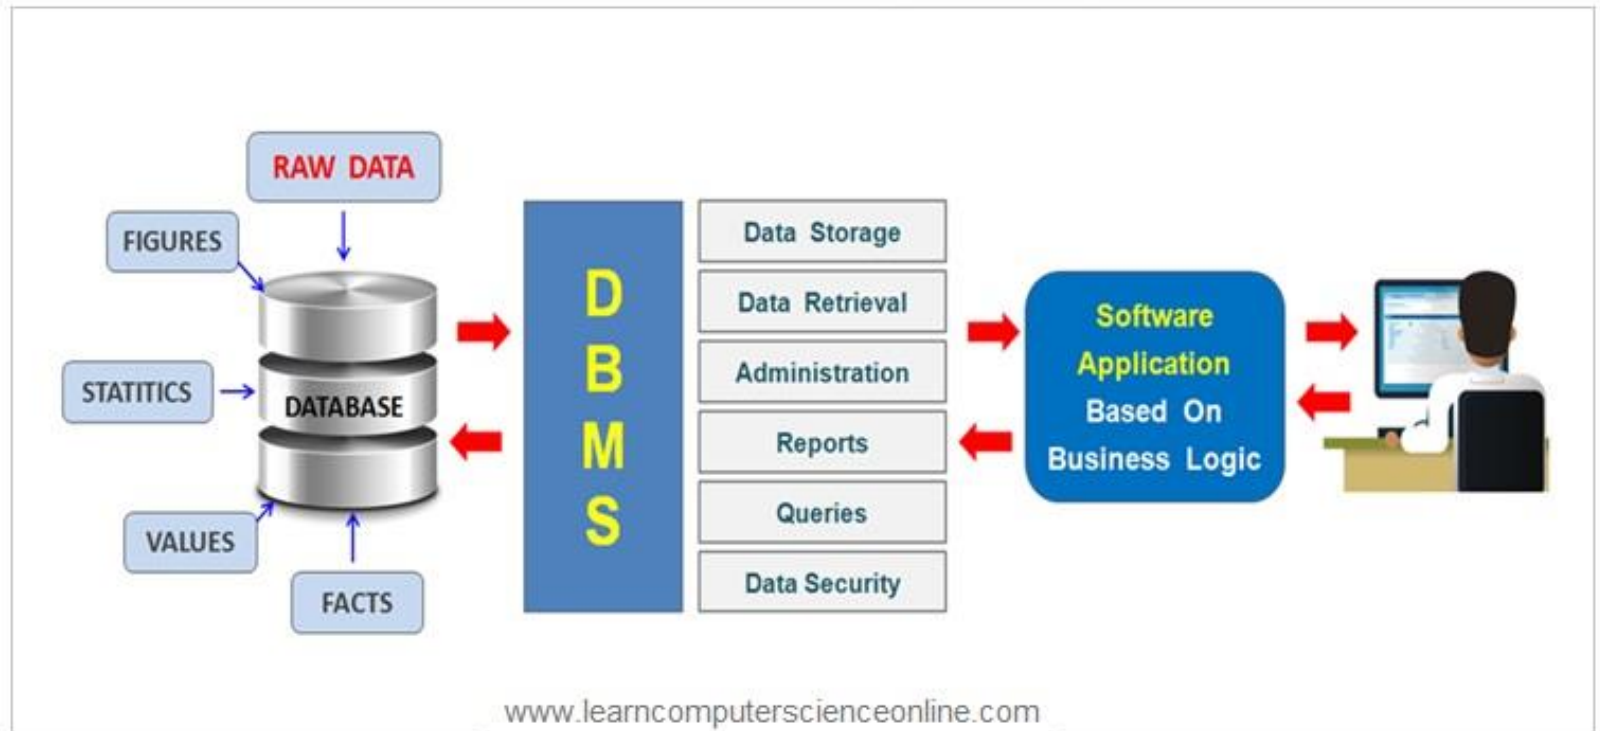 RAW DATA
FIGURES
STATITICS
DATABASE
VALUES
FACTS
D
B
M
S
Data Storage
Data Retrieval
Administration
Reports
Queries
Data Security
Software
Application
Based On
Business Logic
www.learncomputerscienceonline.com